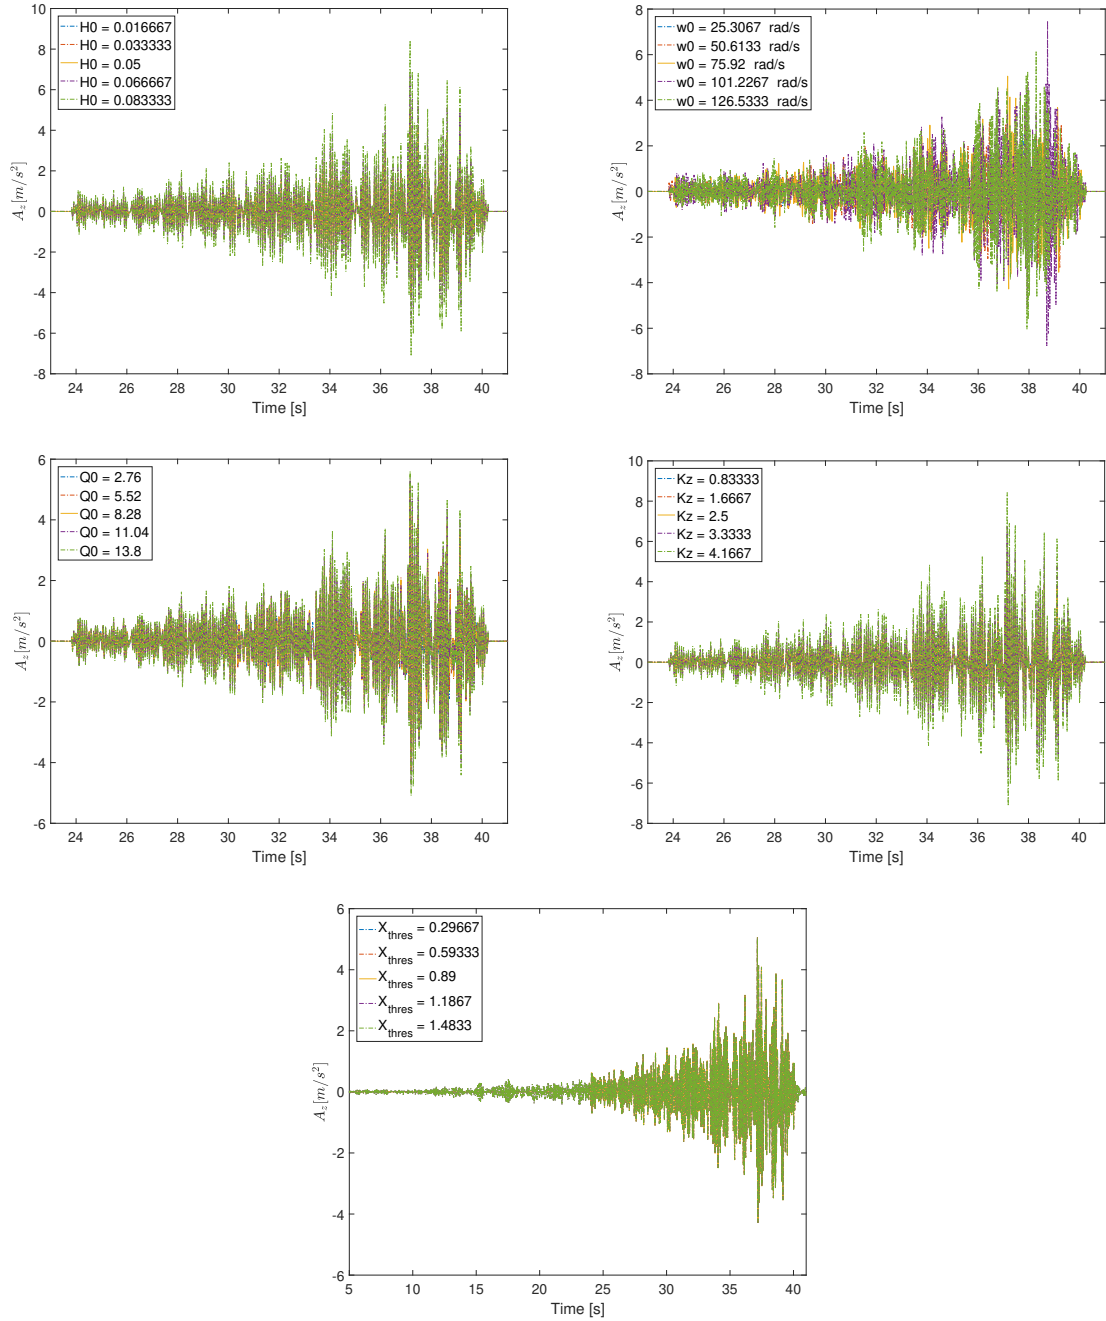 10
8
6
4
2
0
-2
-4
-6
-8
A_z[m/s^2]
H0 = 0.016667
H0 = 0.033333
H0 = 0.05
H0 = 0.066667
H0 = 0.083333
24 26 28 30 32 34 36 38 40
Time [s]
8
6
4
2
0
-2
-4
-6
-8
A_z[m/s^2]
w0 = 25.3067 rad/s
w0 = 50.6133 rad/s
w0 = 75.92 rad/s
w0 = 101.2267 rad/s
w0 = 126.5333 rad/s
24 26 28 30 32 34 36 38 40
Time [s]
6
4
2
0
-2
-4
-6
A_z[m/s^2]
Q0 = 2.76
Q0 = 5.52
Q0 = 8.28
Q0 = 11.04
Q0 = 13.8
24 26 28 30 32 34 36 38 40
Time [s]
10
8
6
4
2
0
-2
-4
-6
-8
A_z[m/s^2]
Kz = 0.83333
Kz = 1.6667
Kz = 2.5
Kz = 3.3333
Kz = 4.1667
24 26 28 30 32 34 36 38 40
Time [s]
6
4
2
0
-2
-4
-6
A_z[m/s^2]
X_thres = 0.29667
X_thres = 0.59333
X_thres = 0.89
X_thres = 1.1867
X_thres = 1.4833
5 10 15 20 25 30 35 40
Time [s]